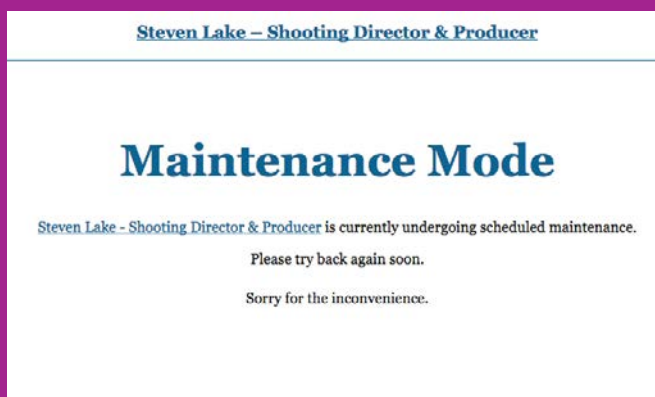 Steven Lake – Shooting Director & Producer
Maintenance Mode
Steven Lake - Shooting Director & Producer is currently undergoing scheduled maintenance.
Please try back again soon.
Sorry for the inconvenience.